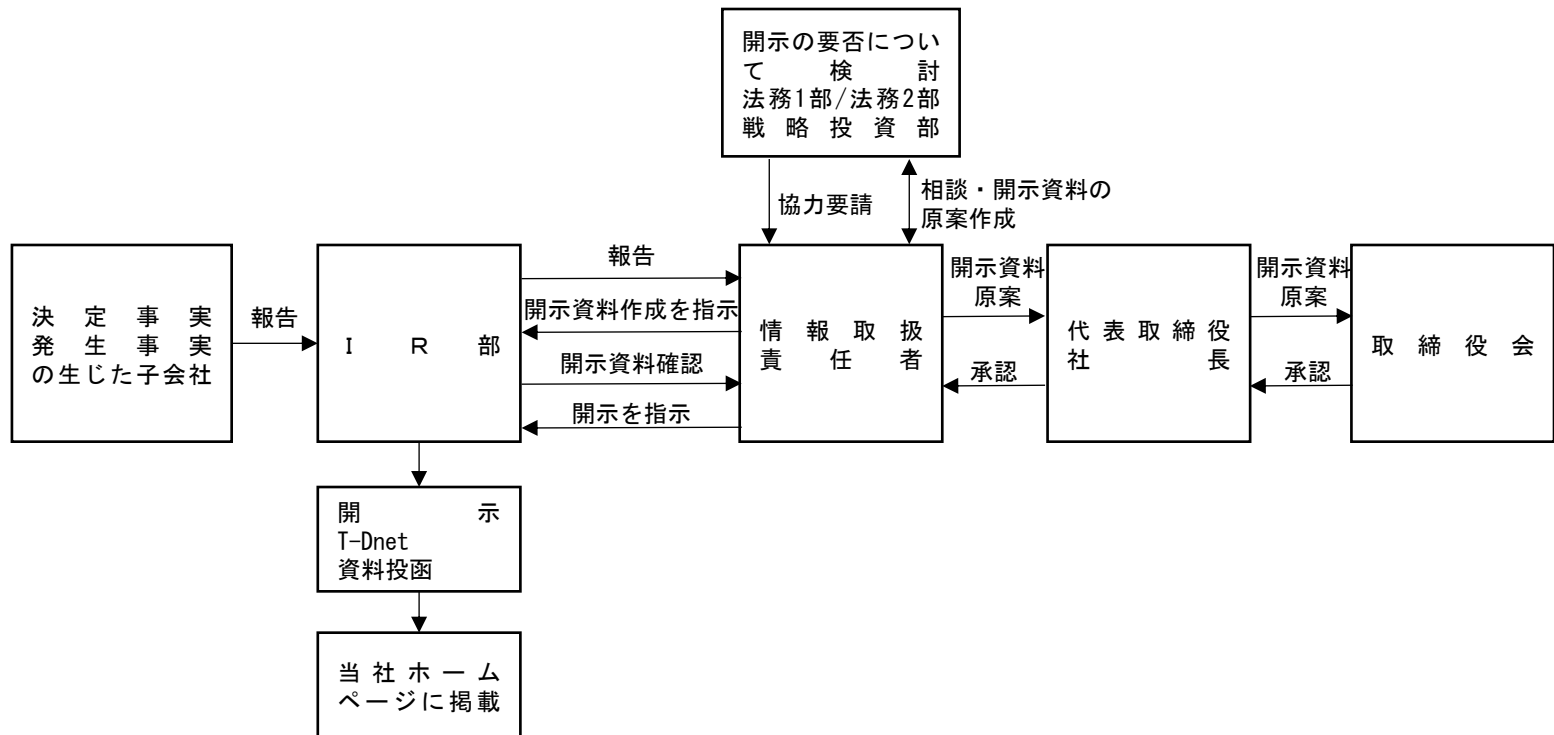 開示の要否につい
て検討
法務1部/法務2部
戦略投資部
協力要請
相談・開示資料の
原案作成
決定事実
発生事実
の生じた子会社
報告
ＩＲ部
報告
開示資料作成を指示
開示資料確認
開示を指示
情報取扱
責任者
開示資料
原案
承認
代表取締役
社長
開示資料
原案
承認
取締役会
開示
T-Dnet
資料投函
当社ホーム
ページに掲載